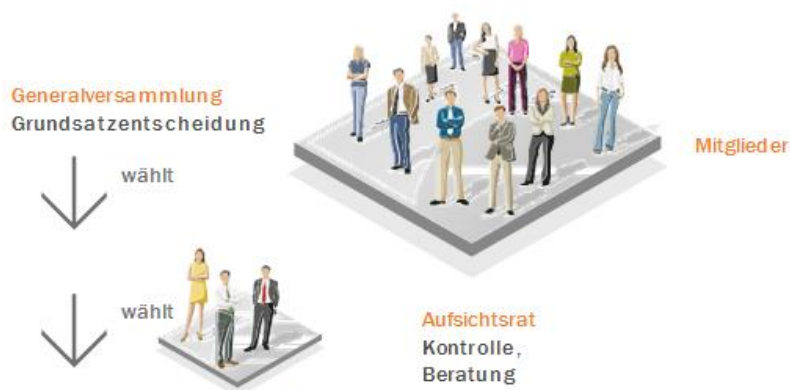 Generalversammlung
Grundsatzentscheidung
wählt
Mitglieder
wählt
Aufsichtsrat
Kontrolle,
Beratung